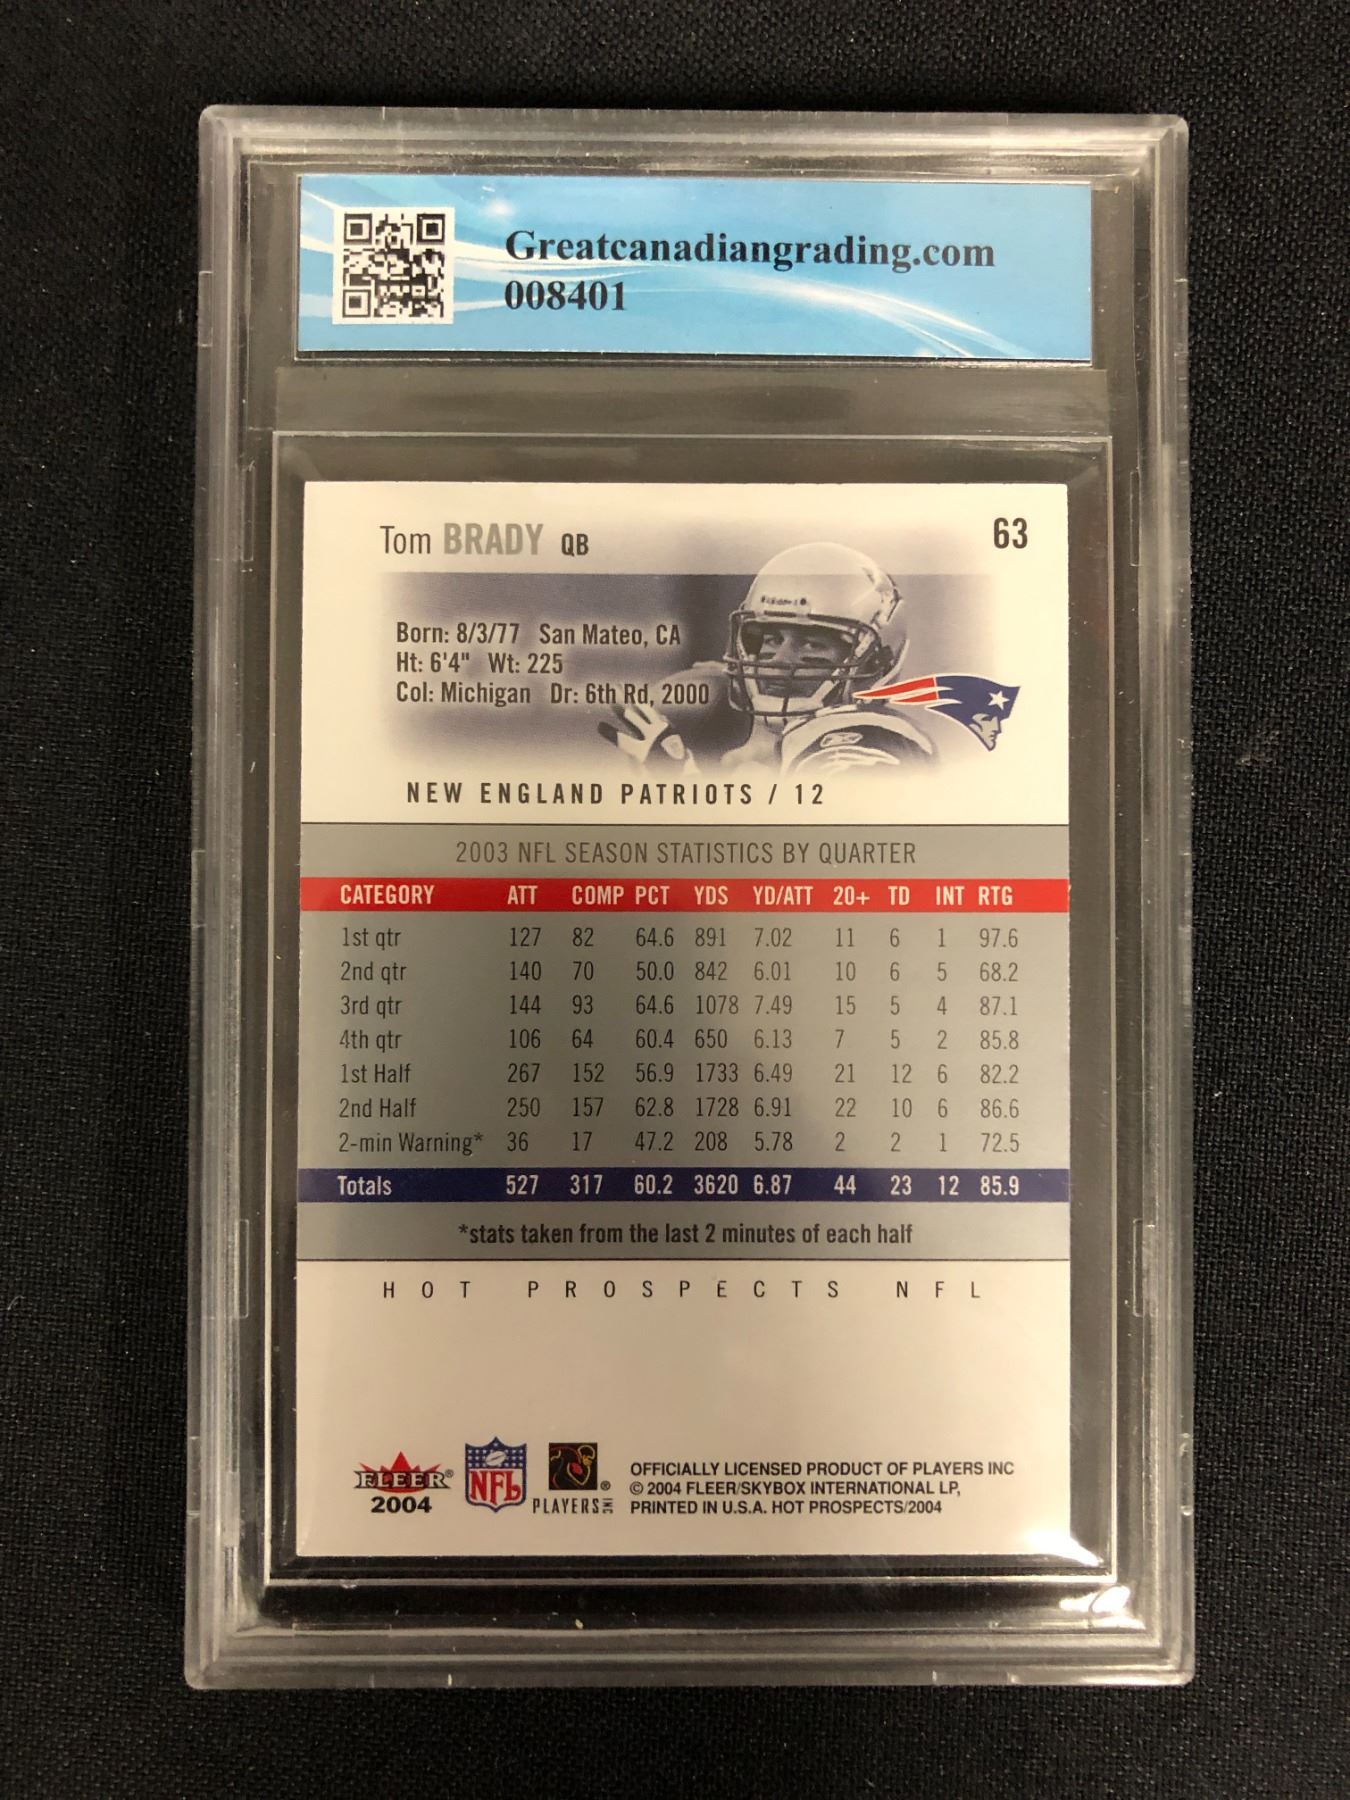 Greatcanadiangrading.com
008401
Tom BRADY QB
63
Born: 8/3/77 San Mateo, CA
Ht: 6'4" Wt: 225
Col: Michigan Dr: 6th Rd, 2000
NEW ENGLAND PATRIOTS / 12
2003 NFL SEASON STATISTICS BY QUARTER
CATEGORY ATT COMP PCT YDS YD/ATT 20+ TD INT RTG
1st qtr 127 82 64.6 891 7.02 11 6 1 97.6
2nd qtr 140 70 50.0 842 6.01 10 6 5 68.2
3rd qtr 144 93 64.6 1078 7.49 15 5 4 87.1
4th qtr 106 64 60.4 650 6.13 7 5 2 85.8
1st Half 267 152 56.9 1733 6.49 21 12 6 82.2
2nd Half 250 157 62.8 1728 6.91 22 10 6 86.6
2-min Warning* 36 17 47.2 208 5.78 2 2 1 72.5
Totals 527 317 60.2 3620 6.87 44 23 12 85.9
*stats taken from the last 2 minutes of each half
HOT PROSPECTS NFL
FLEER®
2004
NFL
PLAYERS INC ®
OFFICIALLY LICENSED PRODUCT OF PLAYERS INC
© 2004 FLEER/SKYBOX INTERNATIONAL LP,
PRINTED IN U.S.A. HOT PROSPECTS/2004